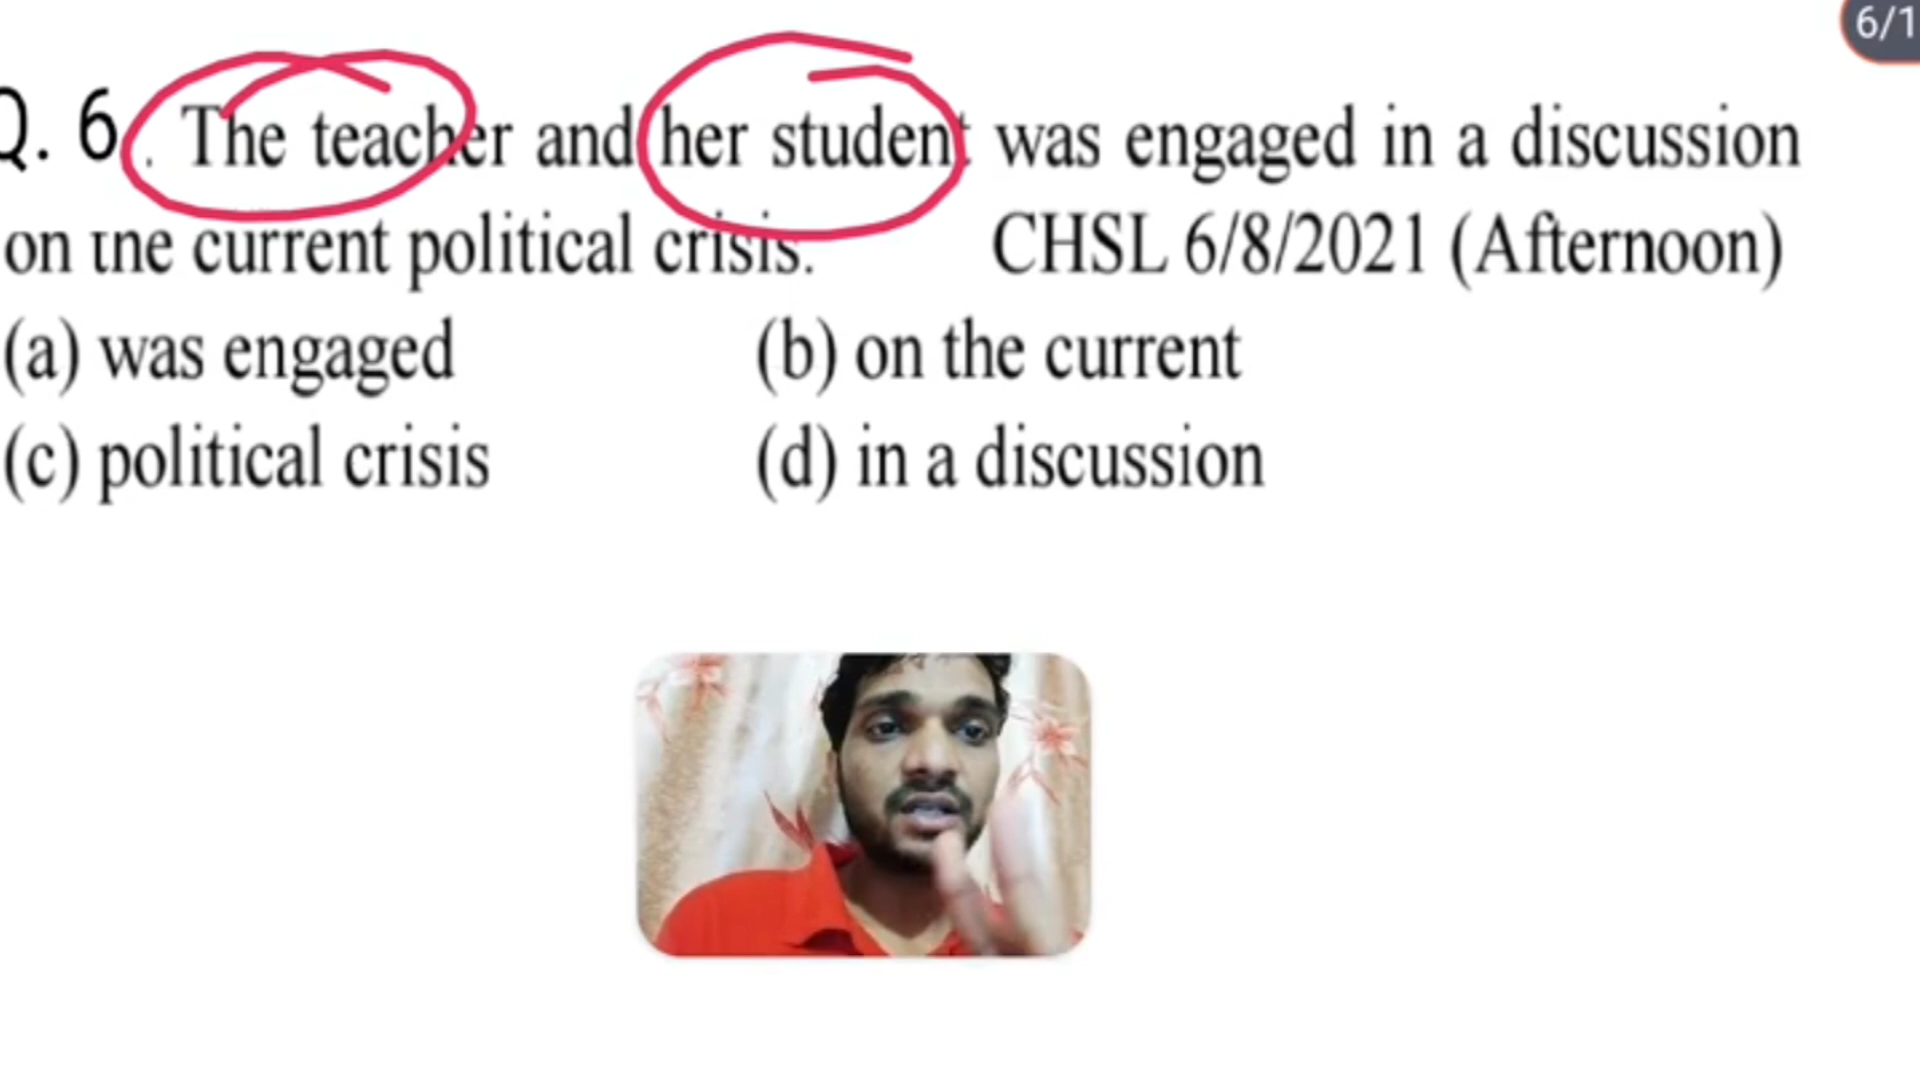 6/1
Q. 6. The teacher and her student was engaged in a discussion
on the current political crisis. CHSL 6/8/2021 (Afternoon)
(a) was engaged (b) on the current
(c) political crisis (d) in a discussion